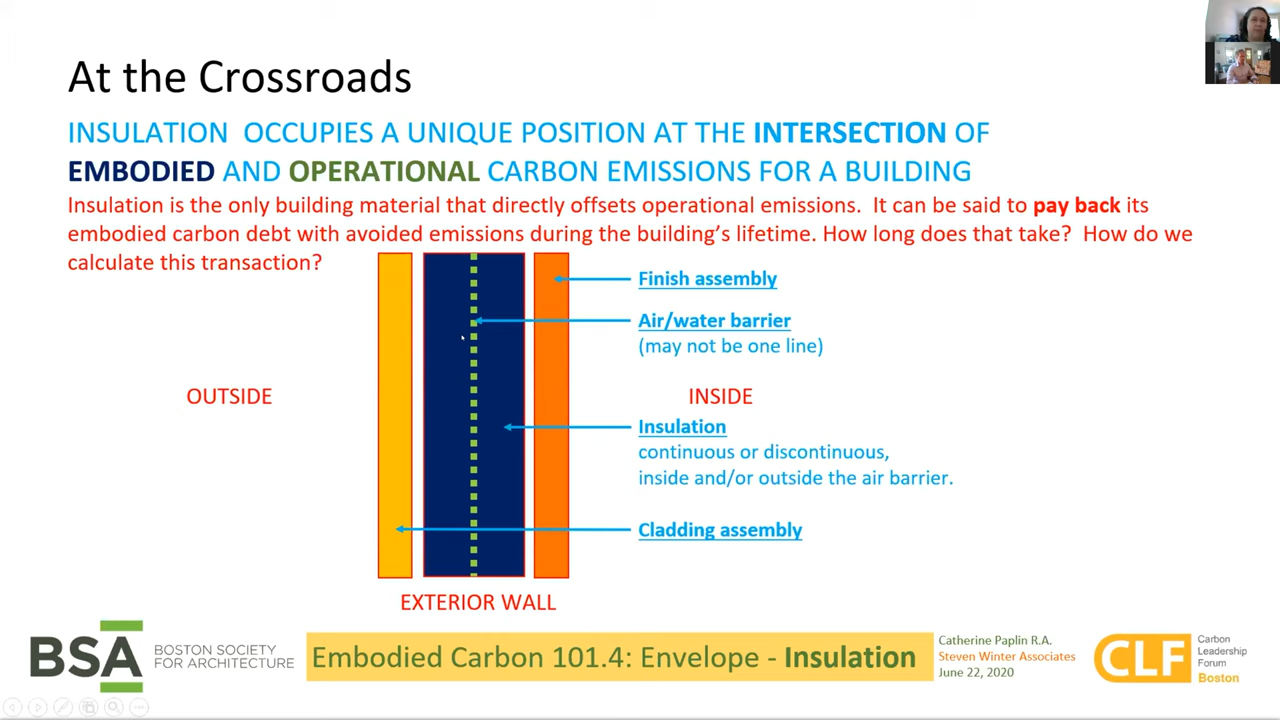 At the Crossroads
INSULATION OCCUPIES A UNIQUE POSITION AT THE INTERSECTION OF
EMBODIED AND OPERATIONAL CARBON EMISSIONS FOR A BUILDING
Insulation is the only building material that directly offsets operational emissions. It can be said to pay back its
embodied carbon debt with avoided emissions during the building's lifetime. How long does that take? How do we
calculate this transaction?
Finish assembly
Air/water barrier
(may not be one line)
OUTSIDE
INSIDE
Insulation
continuous or discontinuous,
inside and/or outside the air barrier.
Cladding assembly
EXTERIOR WALL
BSA
BOSTON SOCIETY
FOR ARCHITECTURE
Embodied Carbon 101.4: Envelope - Insulation
Catherine Paplin R.A.
Steven Winter Associates
June 22, 2020
CLF
Carbon
Leadership
Forum
Boston